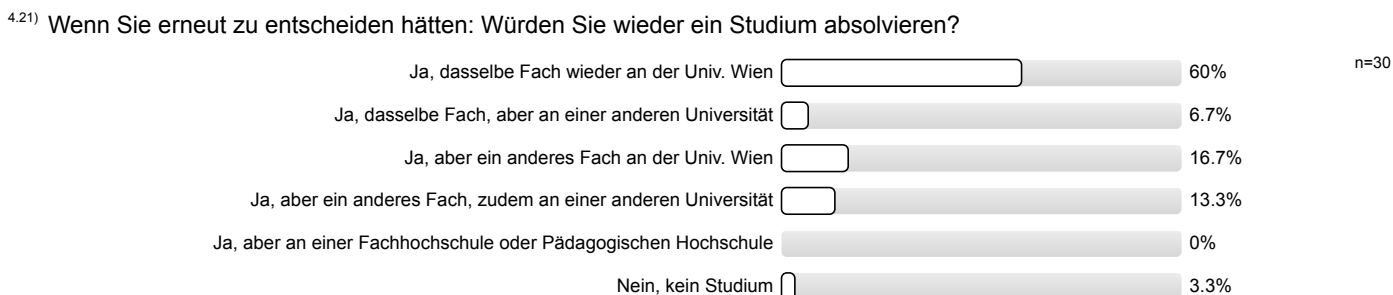 4.21) Wenn Sie erneut zu entscheiden hätten: Würden Sie wieder ein Studium absolvieren?
Ja, dasselbe Fach wieder an der Univ. Wien 60% n=30
Ja, dasselbe Fach, aber an einer anderen Universität 6.7%
Ja, aber ein anderes Fach an der Univ. Wien 16.7%
Ja, aber ein anderes Fach, zudem an einer anderen Universität 13.3%
Ja, aber an einer Fachhochschule oder Pädagogischen Hochschule 0%
Nein, kein Studium 3.3%